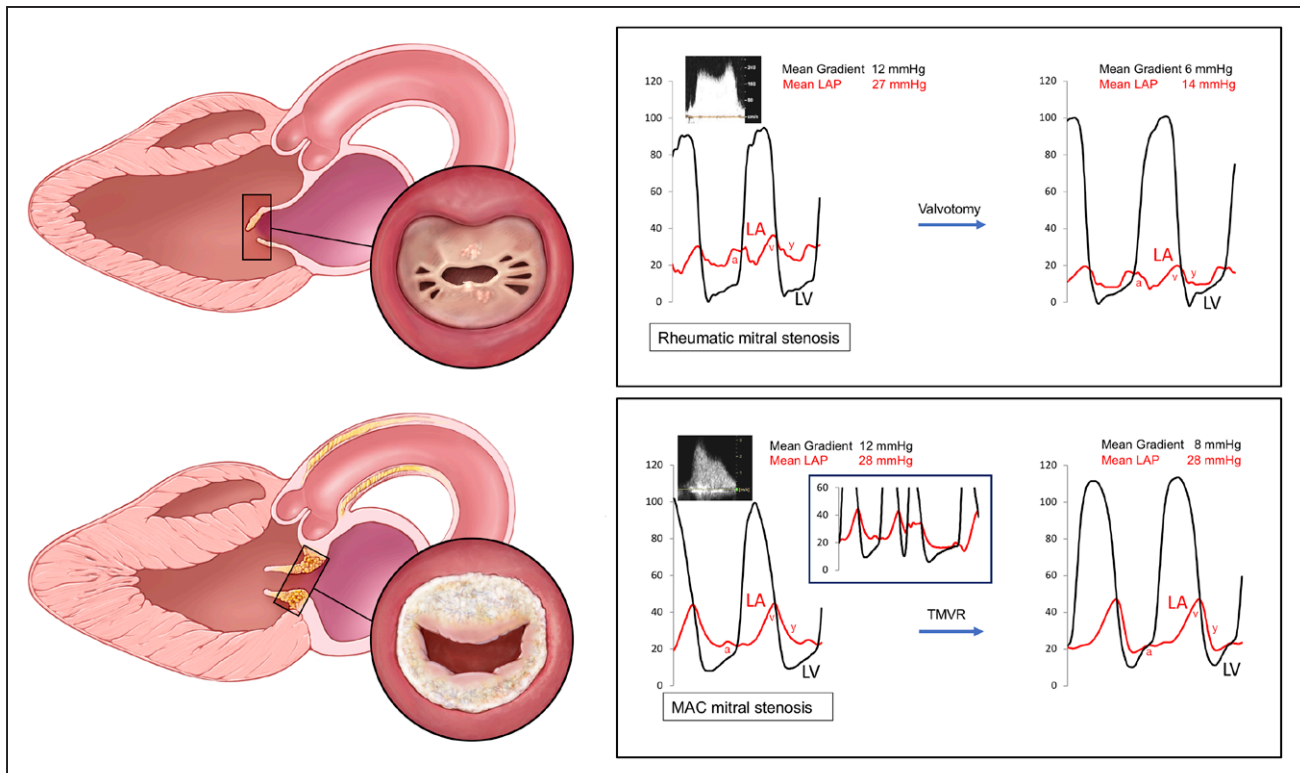 Mean Gradient 12 mmHg
Mean LAP 27 mmHg
Mean Gradient 6 mmHg
Mean LAP 14 mmHg
120
100
80
60
40
20
0
LA
a
v
y
LV
Valvotomy
120
100
80
60
40
20
0
LA
a
v
y
LV
Rheumatic mitral stenosis
Mean Gradient 12 mmHg
Mean LAP 28 mmHg
Mean Gradient 8 mmHg
Mean LAP 28 mmHg
120
100
80
60
40
20
0
60
40
20
0
LA
a
v
y
LV
TMVR
120
100
80
60
40
20
0
LA
a
v
y
LV
MAC mitral stenosis